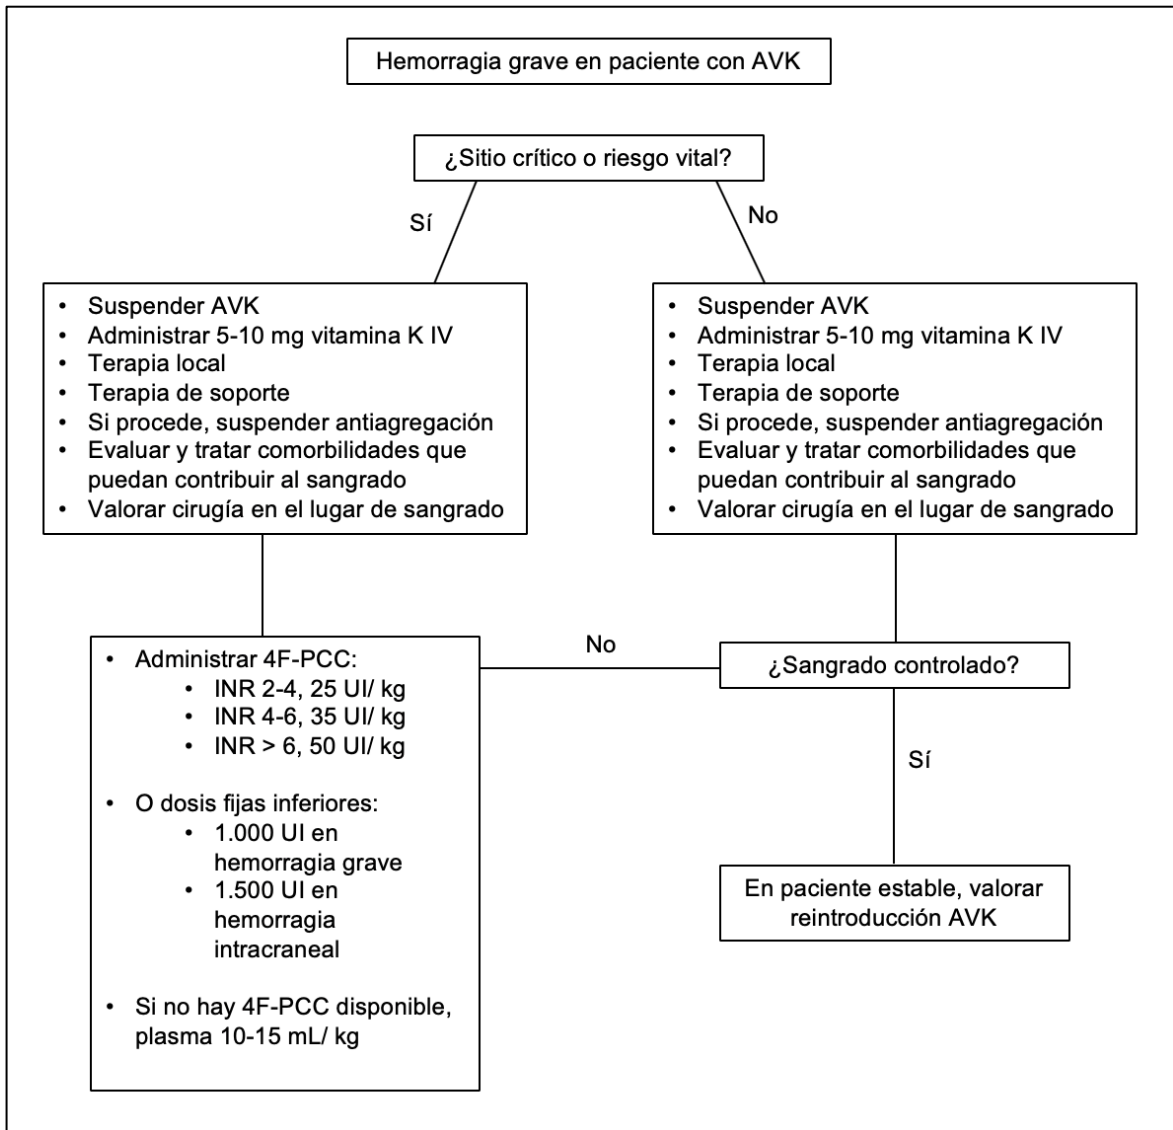 Hemorragia grave en paciente con AVK
¿Sitio crítico o riesgo vital?
Sí
No
• Suspender AVK
• Administrar 5-10 mg vitamina K IV
• Terapia local
• Terapia de soporte
• Si procede, suspender antiagregación
• Evaluar y tratar comorbilidades que
puedan contribuir al sangrado
• Valorar cirugía en el lugar de sangrado
• Suspender AVK
• Administrar 5-10 mg vitamina K IV
• Terapia local
• Terapia de soporte
• Si procede, suspender antiagregación
• Evaluar y tratar comorbilidades que
puedan contribuir al sangrado
• Valorar cirugía en el lugar de sangrado
• Administrar 4F-PCC:
• INR 2-4, 25 UI/ kg
• INR 4-6, 35 UI/ kg
• INR > 6, 50 UI/ kg
• O dosis fijas inferiores:
• 1.000 UI en
hemorragia grave
• 1.500 UI en
hemorragia
intracraneal
• Si no hay 4F-PCC disponible,
plasma 10-15 mL/ kg
No
¿Sangrado controlado?
Sí
En paciente estable, valorar
reintroducción AVK